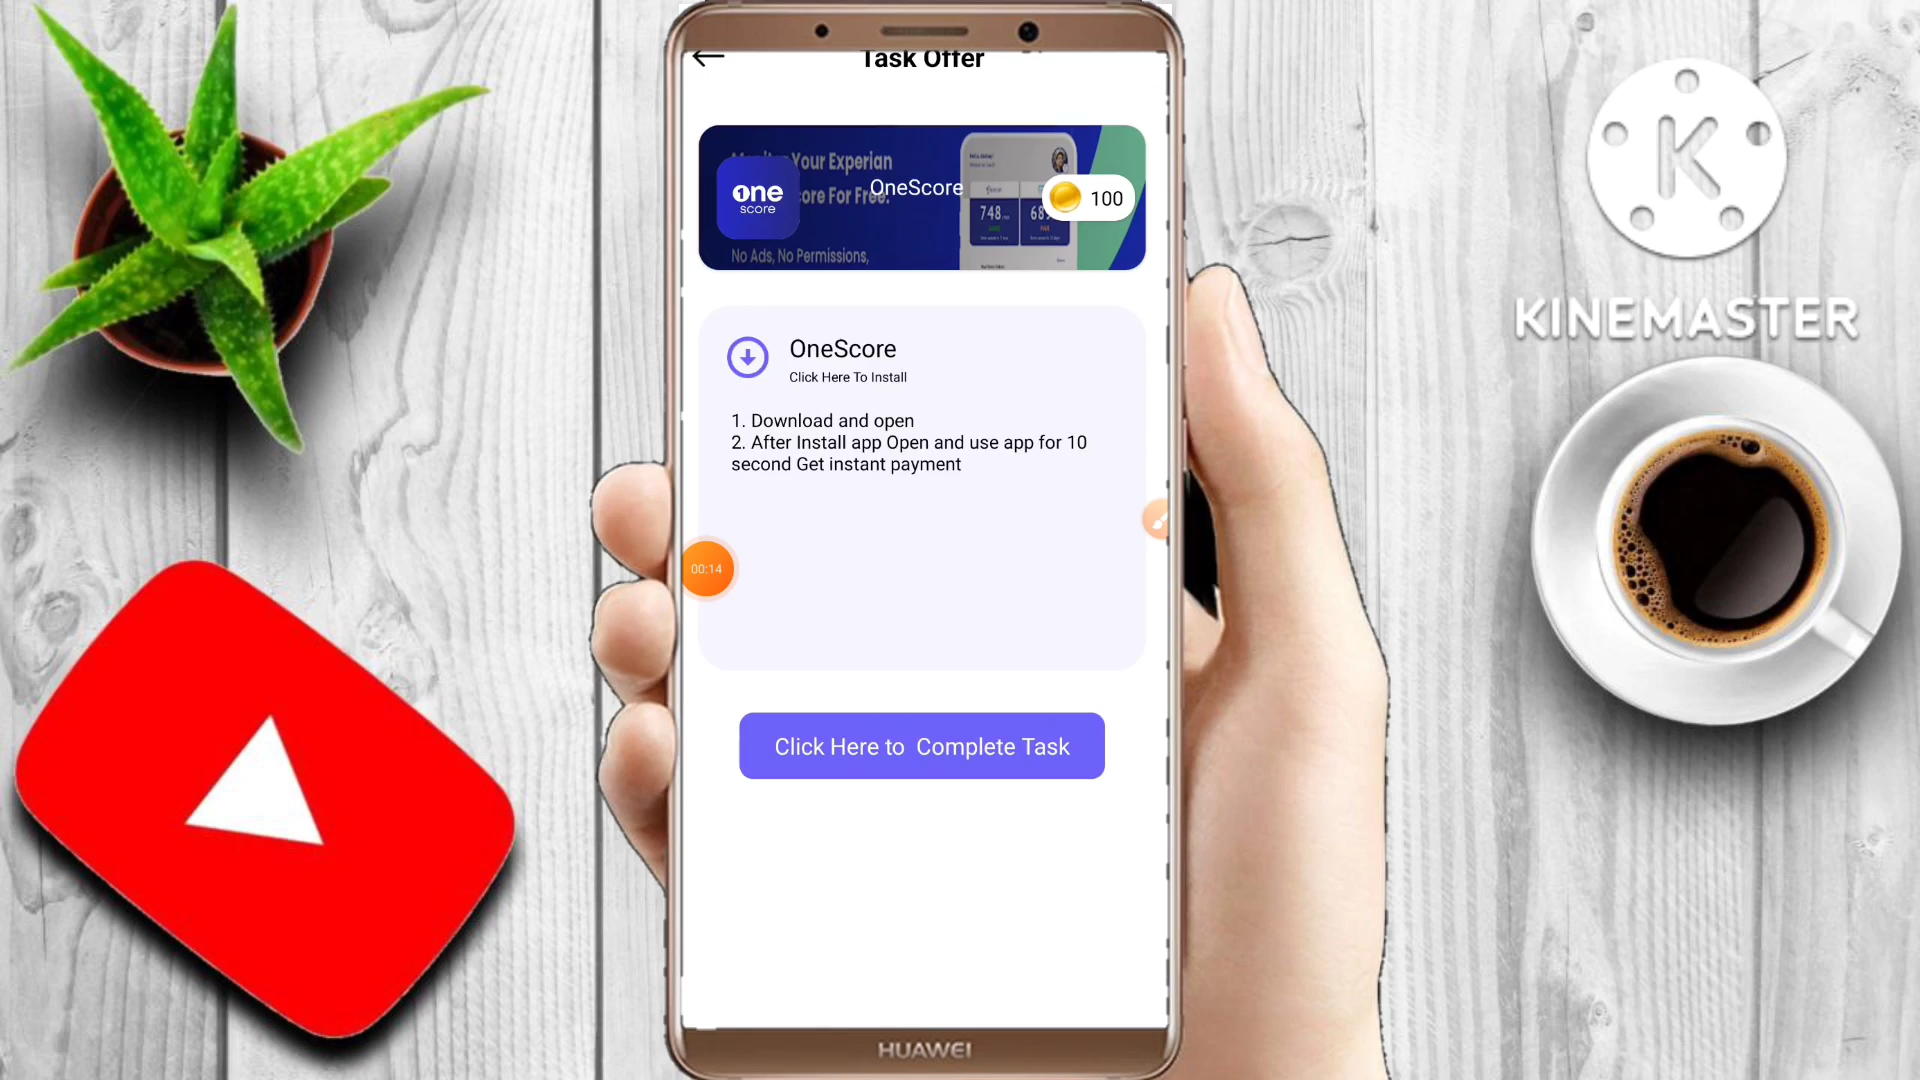 Task Offer
Your Experian
ore For Free.
OneScore
one
score
100
748
No Ads, No Permissions,
OneScore
Click Here To Install
1. Download and open
2. After Install app Open and use app for 10
second Get instant payment
00:14
Click Here to  Complete Task
HUAWEI
K
KINEMASTER